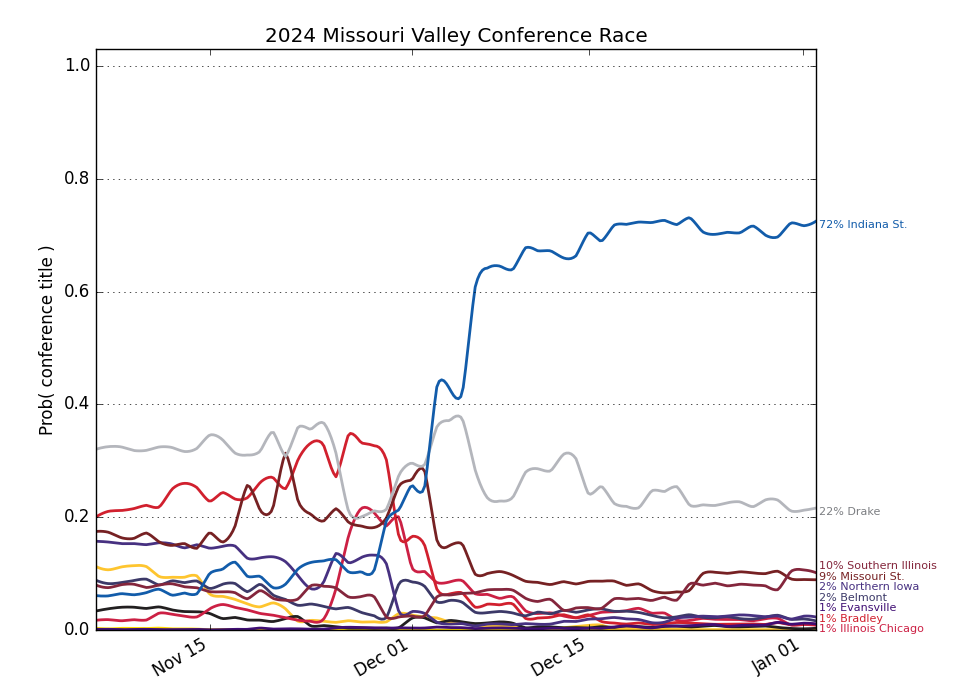 2024 Missouri Valley Conference Race
Prob( conference title )
1.0
0.8
0.6
0.4
0.2
0.0
Nov 15
Dec 01
Dec 15
Jan 01
72% Indiana St.
22% Drake
10% Southern Illinois
9% Missouri St.
2% Northern Iowa
2% Belmont
1% Evansville
1% Bradley
1% Illinois Chicago